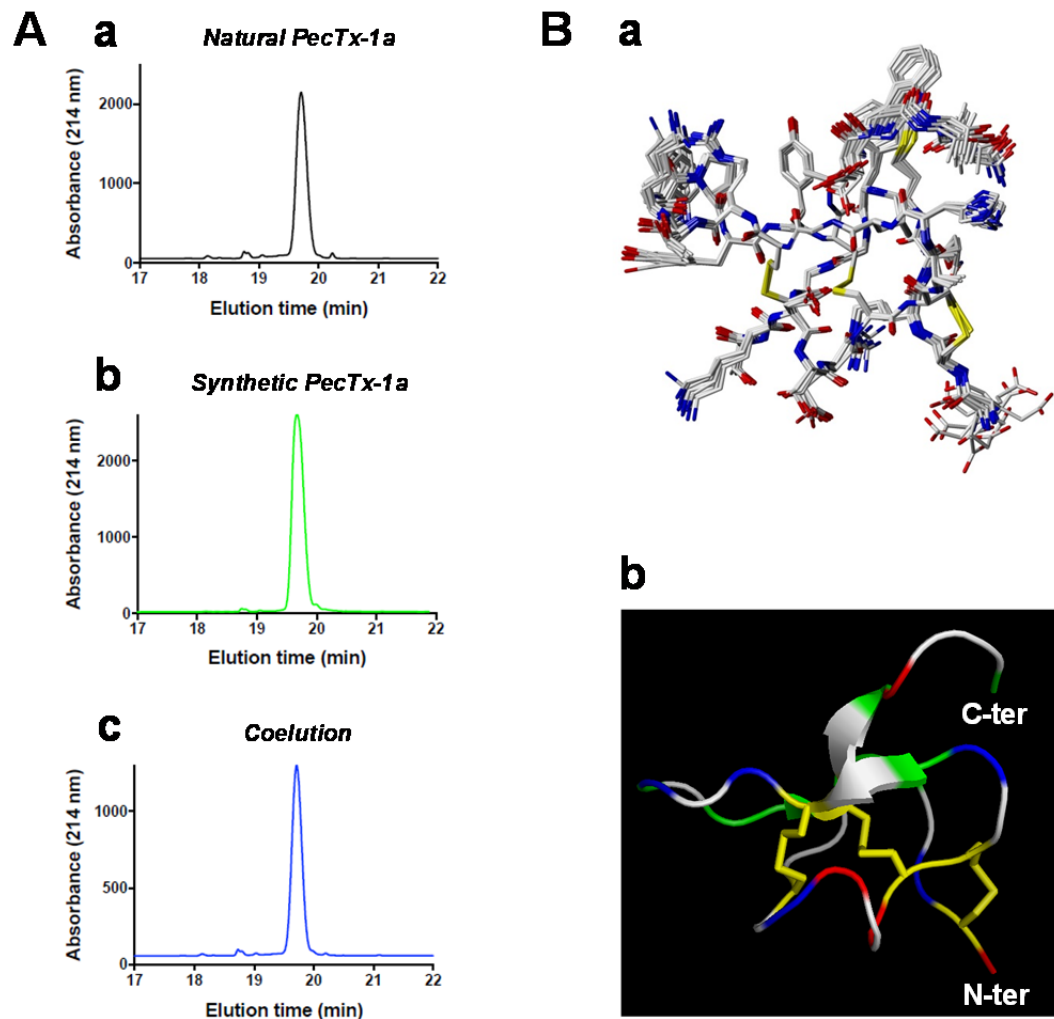 A
a
Natural PecTx-1a
Absorbance (214 nm)
2000
1000
0
17 18 19 20 21 22
Elution time (min)
b
Synthetic PecTx-1a
Absorbance (214 nm)
2000
1000
0
17 18 19 20 21 22
Elution time (min)
c
Coelution
Absorbance (214 nm)
1000
500
0
17 18 19 20 21 22
Elution time (min)
B
a
b
C-ter
N-ter